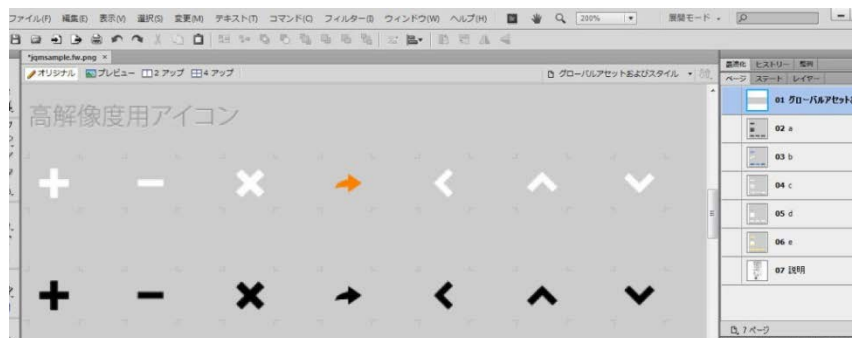 ファイル(F) 編集(E) 表示(V) 選択(S) 変更(M) テキスト(T) コマンド(C) フィルター(I) ウィンドウ(W) ヘルプ(H) 200% 展開モード
*jqmsample.fw.png ×
オリジナル プレビュー 2 アップ 4 アップ グローバルアセットおよびスタイル
高解像度用アイコン
最適化 ヒストリー 整列
ページ ステート レイヤー
01 グローバルアセット
02 a
03 b
04 c
05 d
06 e
07 説明
7 ページ